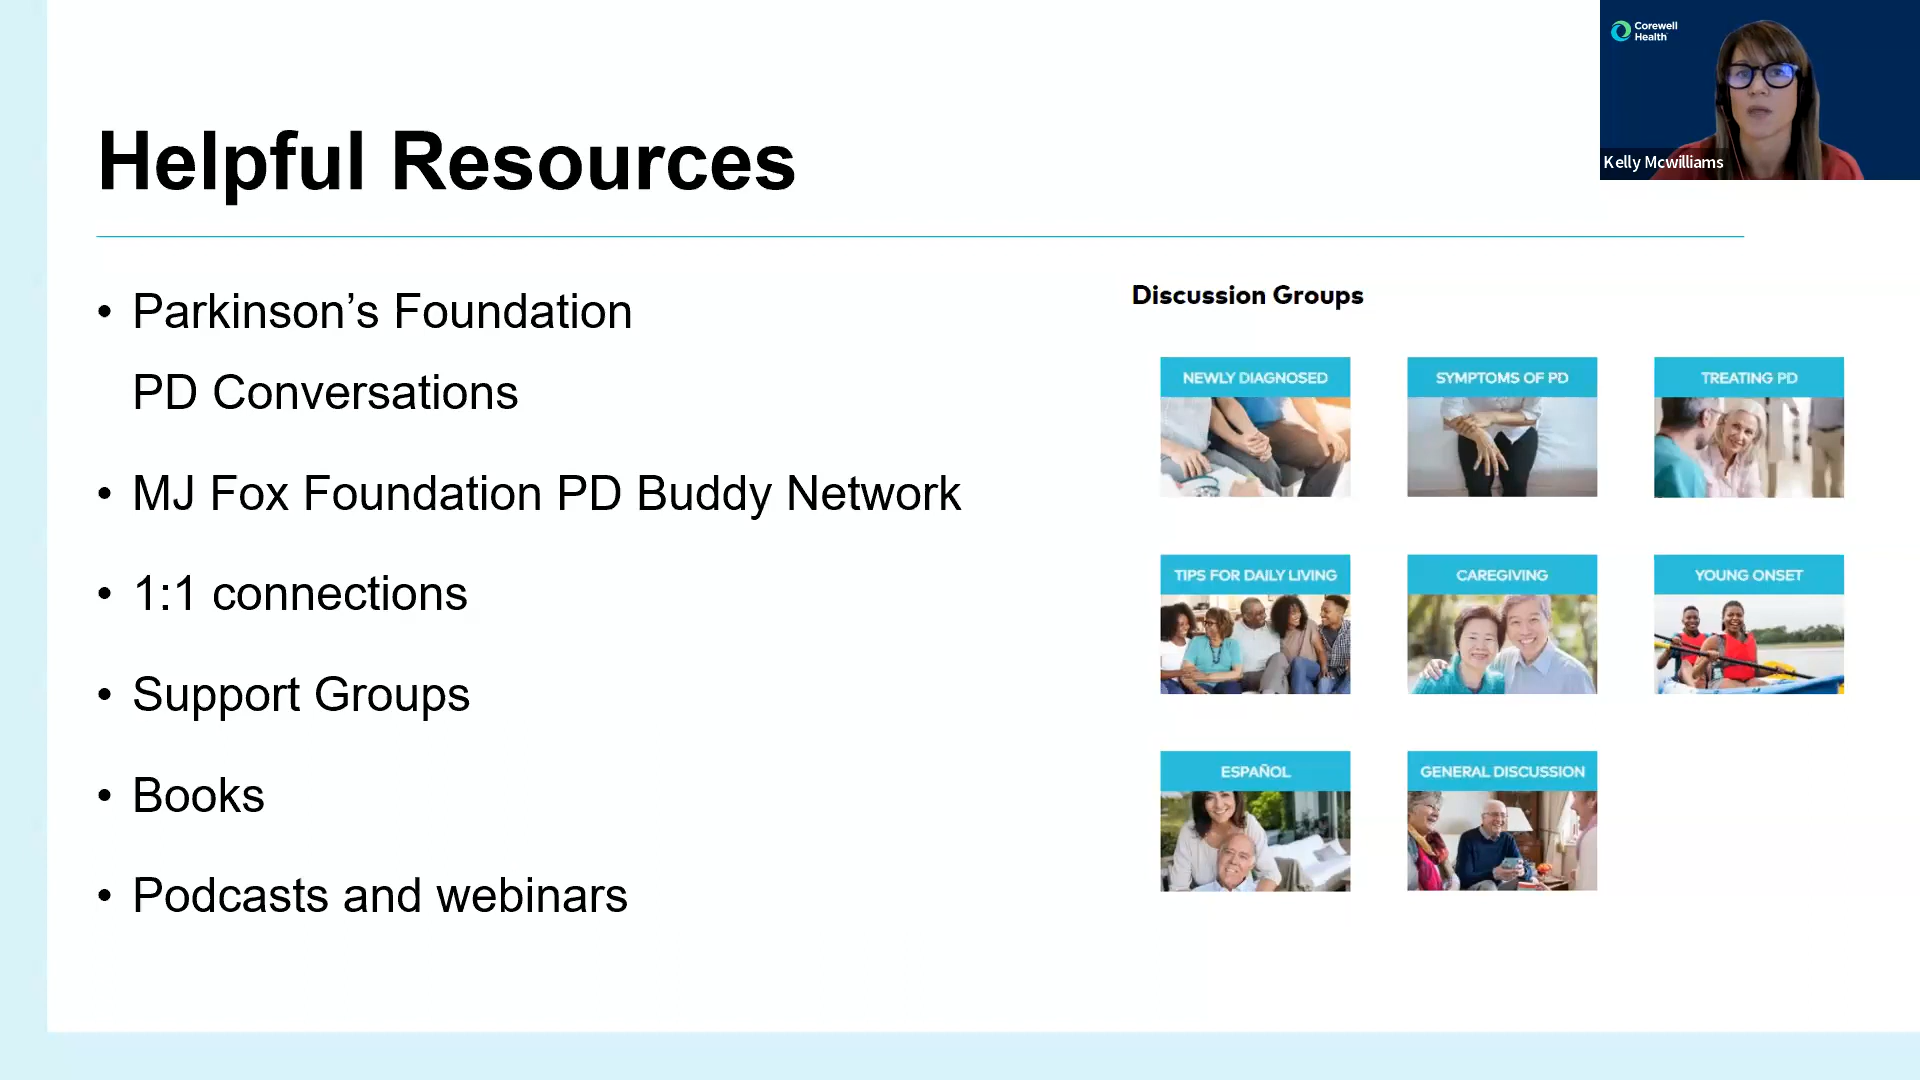 Corewell
Health
Kelly Mcwilliams
Helpful Resources
• Parkinson’s Foundation
PD Conversations
• MJ Fox Foundation PD Buddy Network
• 1:1 connections
• Support Groups
• Books
• Podcasts and webinars
Discussion Groups
NEWLY DIAGNOSED
SYMPTOMS OF PD
TREATING PD
TIPS FOR DAILY LIVING
CAREGIVING
YOUNG ONSET
ESPAÑOL
GENERAL DISCUSSION